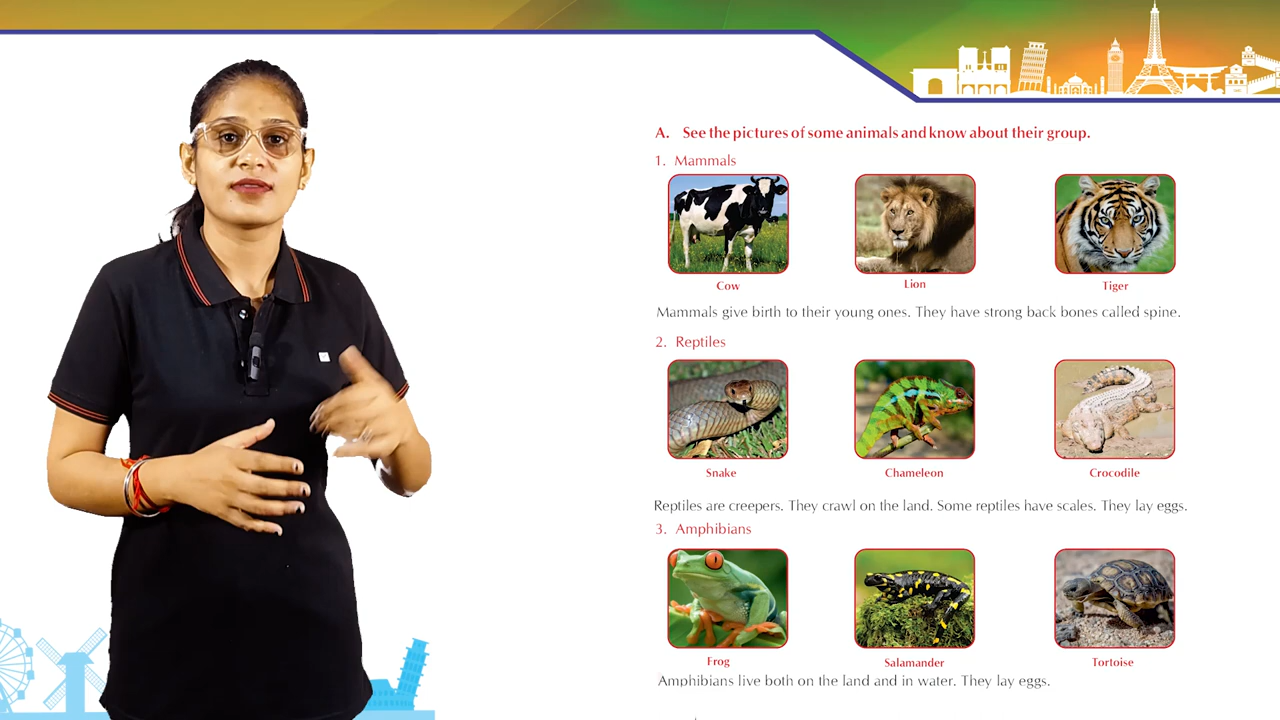 A. See the pictures of some animals and know about their group.
1. Mammals
Cow Lion Tiger
Mammals give birth to their young ones. They have strong back bones called spine.
2. Reptiles
Snake Chameleon Crocodile
Reptiles are creepers. They crawl on the land. Some reptiles have scales. They lay eggs.
3. Amphibians
Frog Salamander Tortoise
Amphibians live both on the land and in water. They lay eggs.